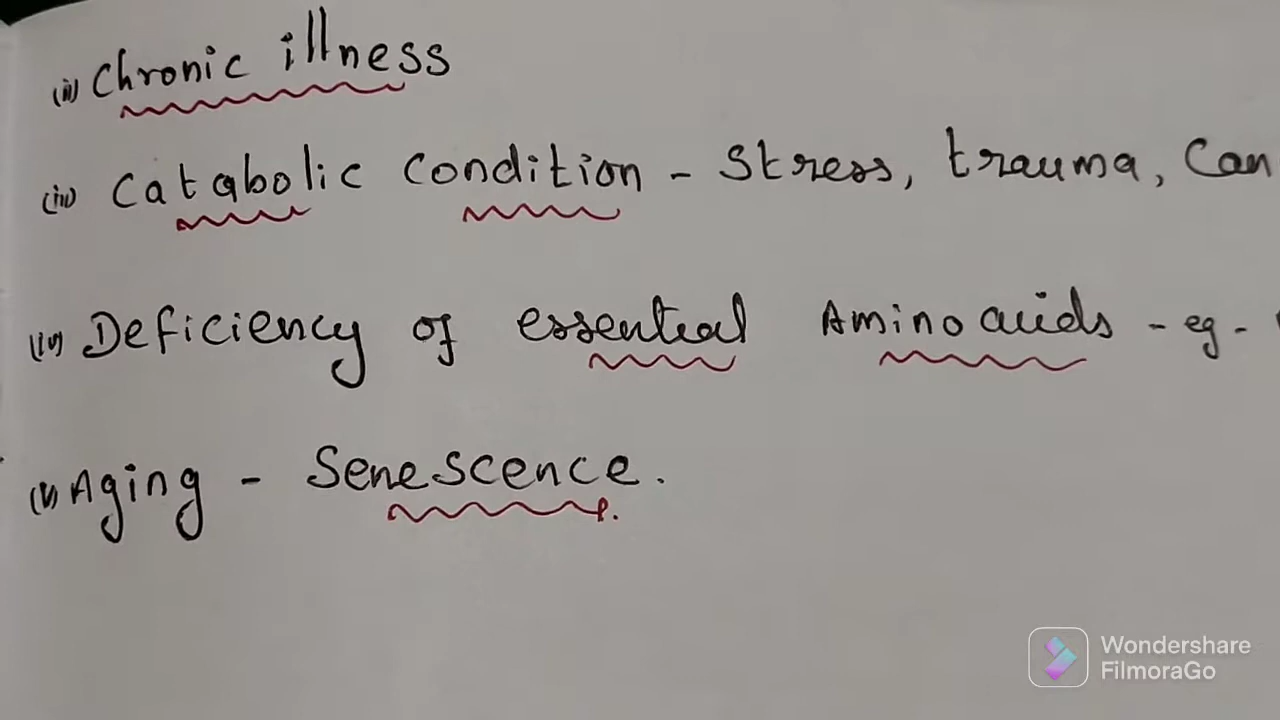 (ii) Chronic illness
(iii) Catabolic Condition - Stress, trauma, Can
(iv) Deficiency of essential Amino acids - eg -
(v) Aging - Senescence.
Wondershare
FilmoraGo